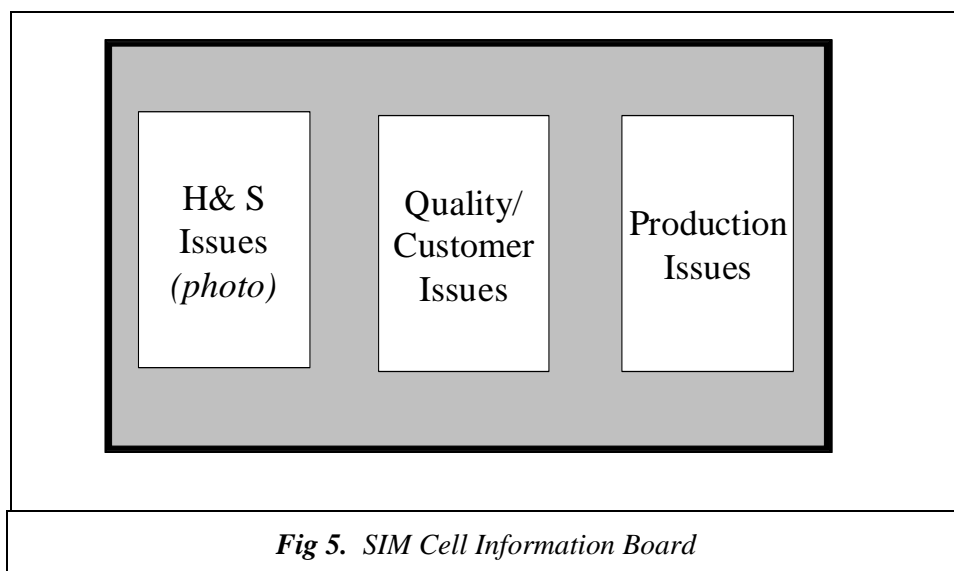 H& S
Issues
(photo)
Quality/
Customer
Issues
Production
Issues
Fig 5. SIM Cell Information Board